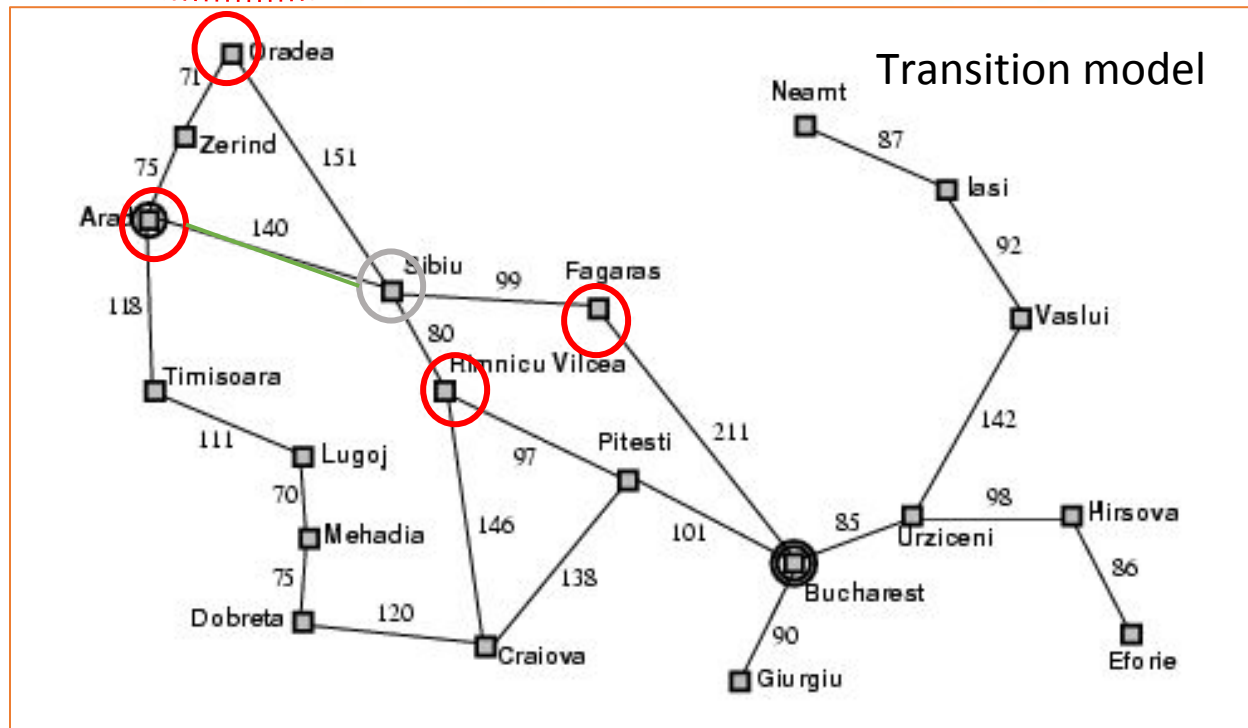 Oradea
Transition model
71
Neamt
Zerind
87
151
75
Iasi
Arad
140
92
Sibiu
99
Fagaras
118
80
Vaslui
Rimnicu Vilcea
Timisoara
142
111
Pitesti
211
Lugoj
97
70
98
Hirsova
146
101
85
Urziceni
Mehadia
86
75
138
Bucharest
Dobreta
120
90
Craiova
Eforie
Giurgiu